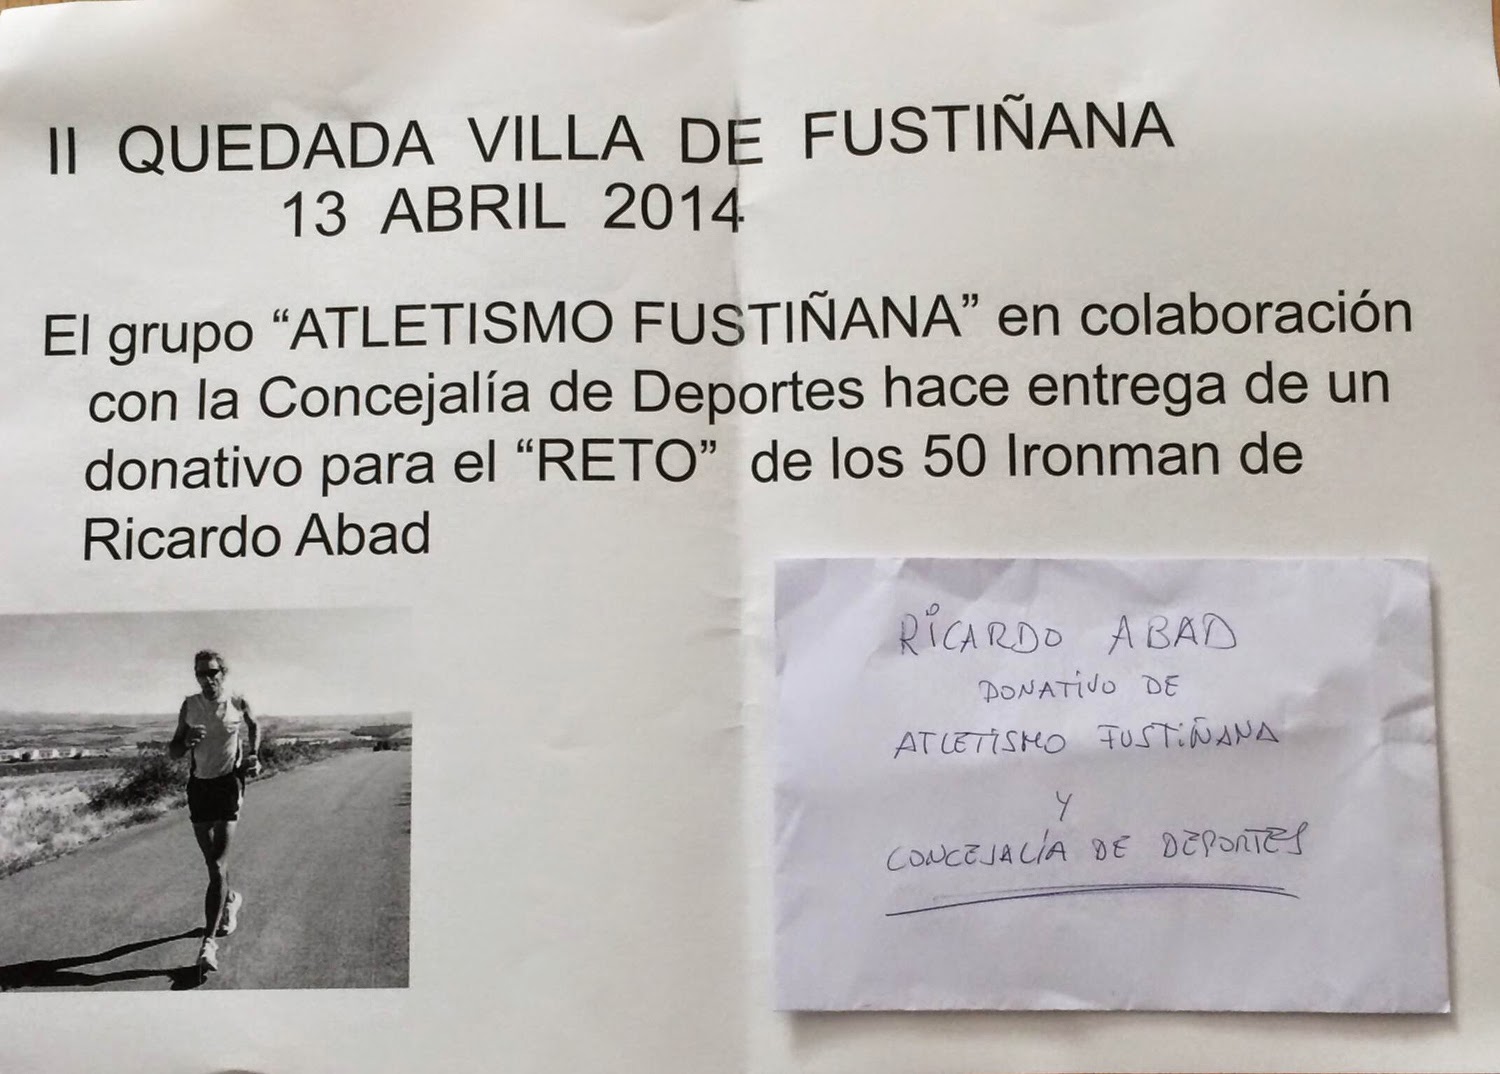 II QUEDADA VILLA DE FUSTIÑANA
13 ABRIL 2014
El grupo “ATLETISMO FUSTIÑANA” en colaboración
con la Concejalía de Deportes hace entrega de un
donativo para el “RETO” de los 50 Ironman de
Ricardo Abad
RICARDO ABAD
DONATIVO DE
ATLETISMO FUSTIÑANA
Y
CONCEJALÍA DE DEPORTES